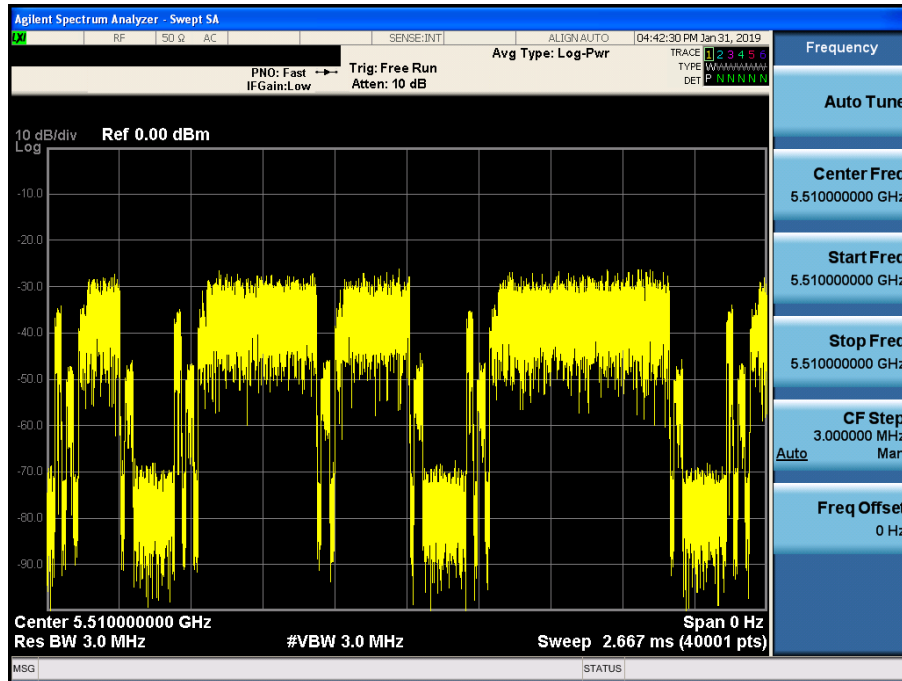 Agilent Spectrum Analyzer - Swept SA
LXI RF 50 Ω AC SENSE:INT ALIGN AUTO 04:42:30 PM Jan 31, 2019
Frequency
PNO: Fast
IFGain:Low
Trig: Free Run
Atten: 10 dB
Avg Type: Log-Pwr
TRACE 1 2 3 4 5 6
TYPE WWWWWW
DET P N N N N N
Auto Tune
10 dB/div Ref 0.00 dBm
Log
-10.0
-20.0
-30.0
-40.0
-50.0
-60.0
-70.0
-80.0
-90.0
Center Freq
5.510000000 GHz
Start Freq
5.510000000 GHz
Stop Freq
5.510000000 GHz
CF Step
3.000000 MHz
Auto Man
Freq Offset
0 Hz
Center 5.510000000 GHz Span 0 Hz
Res BW 3.0 MHz #VBW 3.0 MHz Sweep 2.667 ms (40001 pts)
MSG STATUS